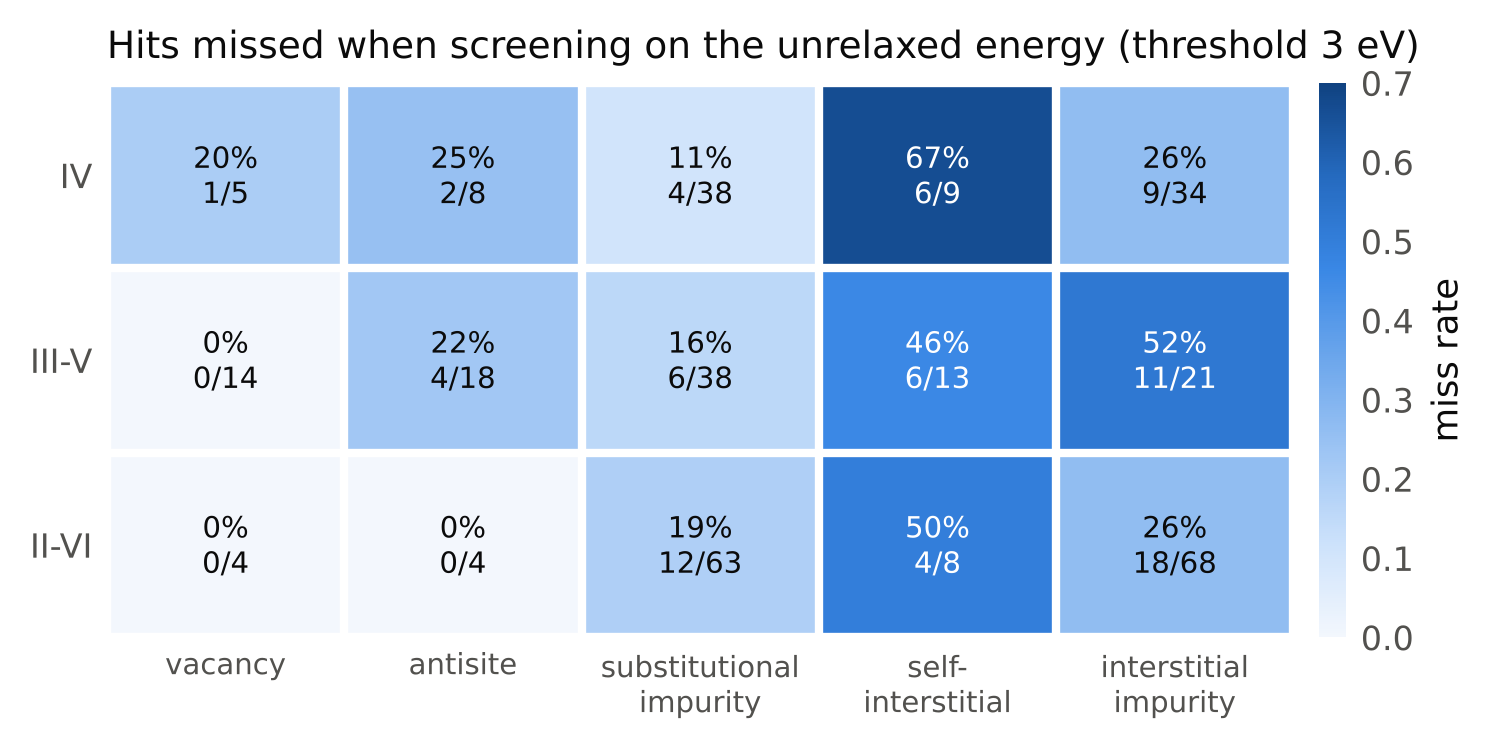 Hits missed when screening on the unrelaxed energy (threshold 3 eV)
IV
20%
1/5
25%
2/8
11%
4/38
67%
6/9
26%
9/34
III-V
0%
0/14
22%
4/18
16%
6/38
46%
6/13
52%
11/21
II-VI
0%
0/4
0%
0/4
19%
12/63
50%
4/8
26%
18/68
vacancy
antisite
substitutional
impurity
self-
interstitial
interstitial
impurity
0.7
0.6
0.5
0.4
0.3
0.2
0.1
0.0
miss rate